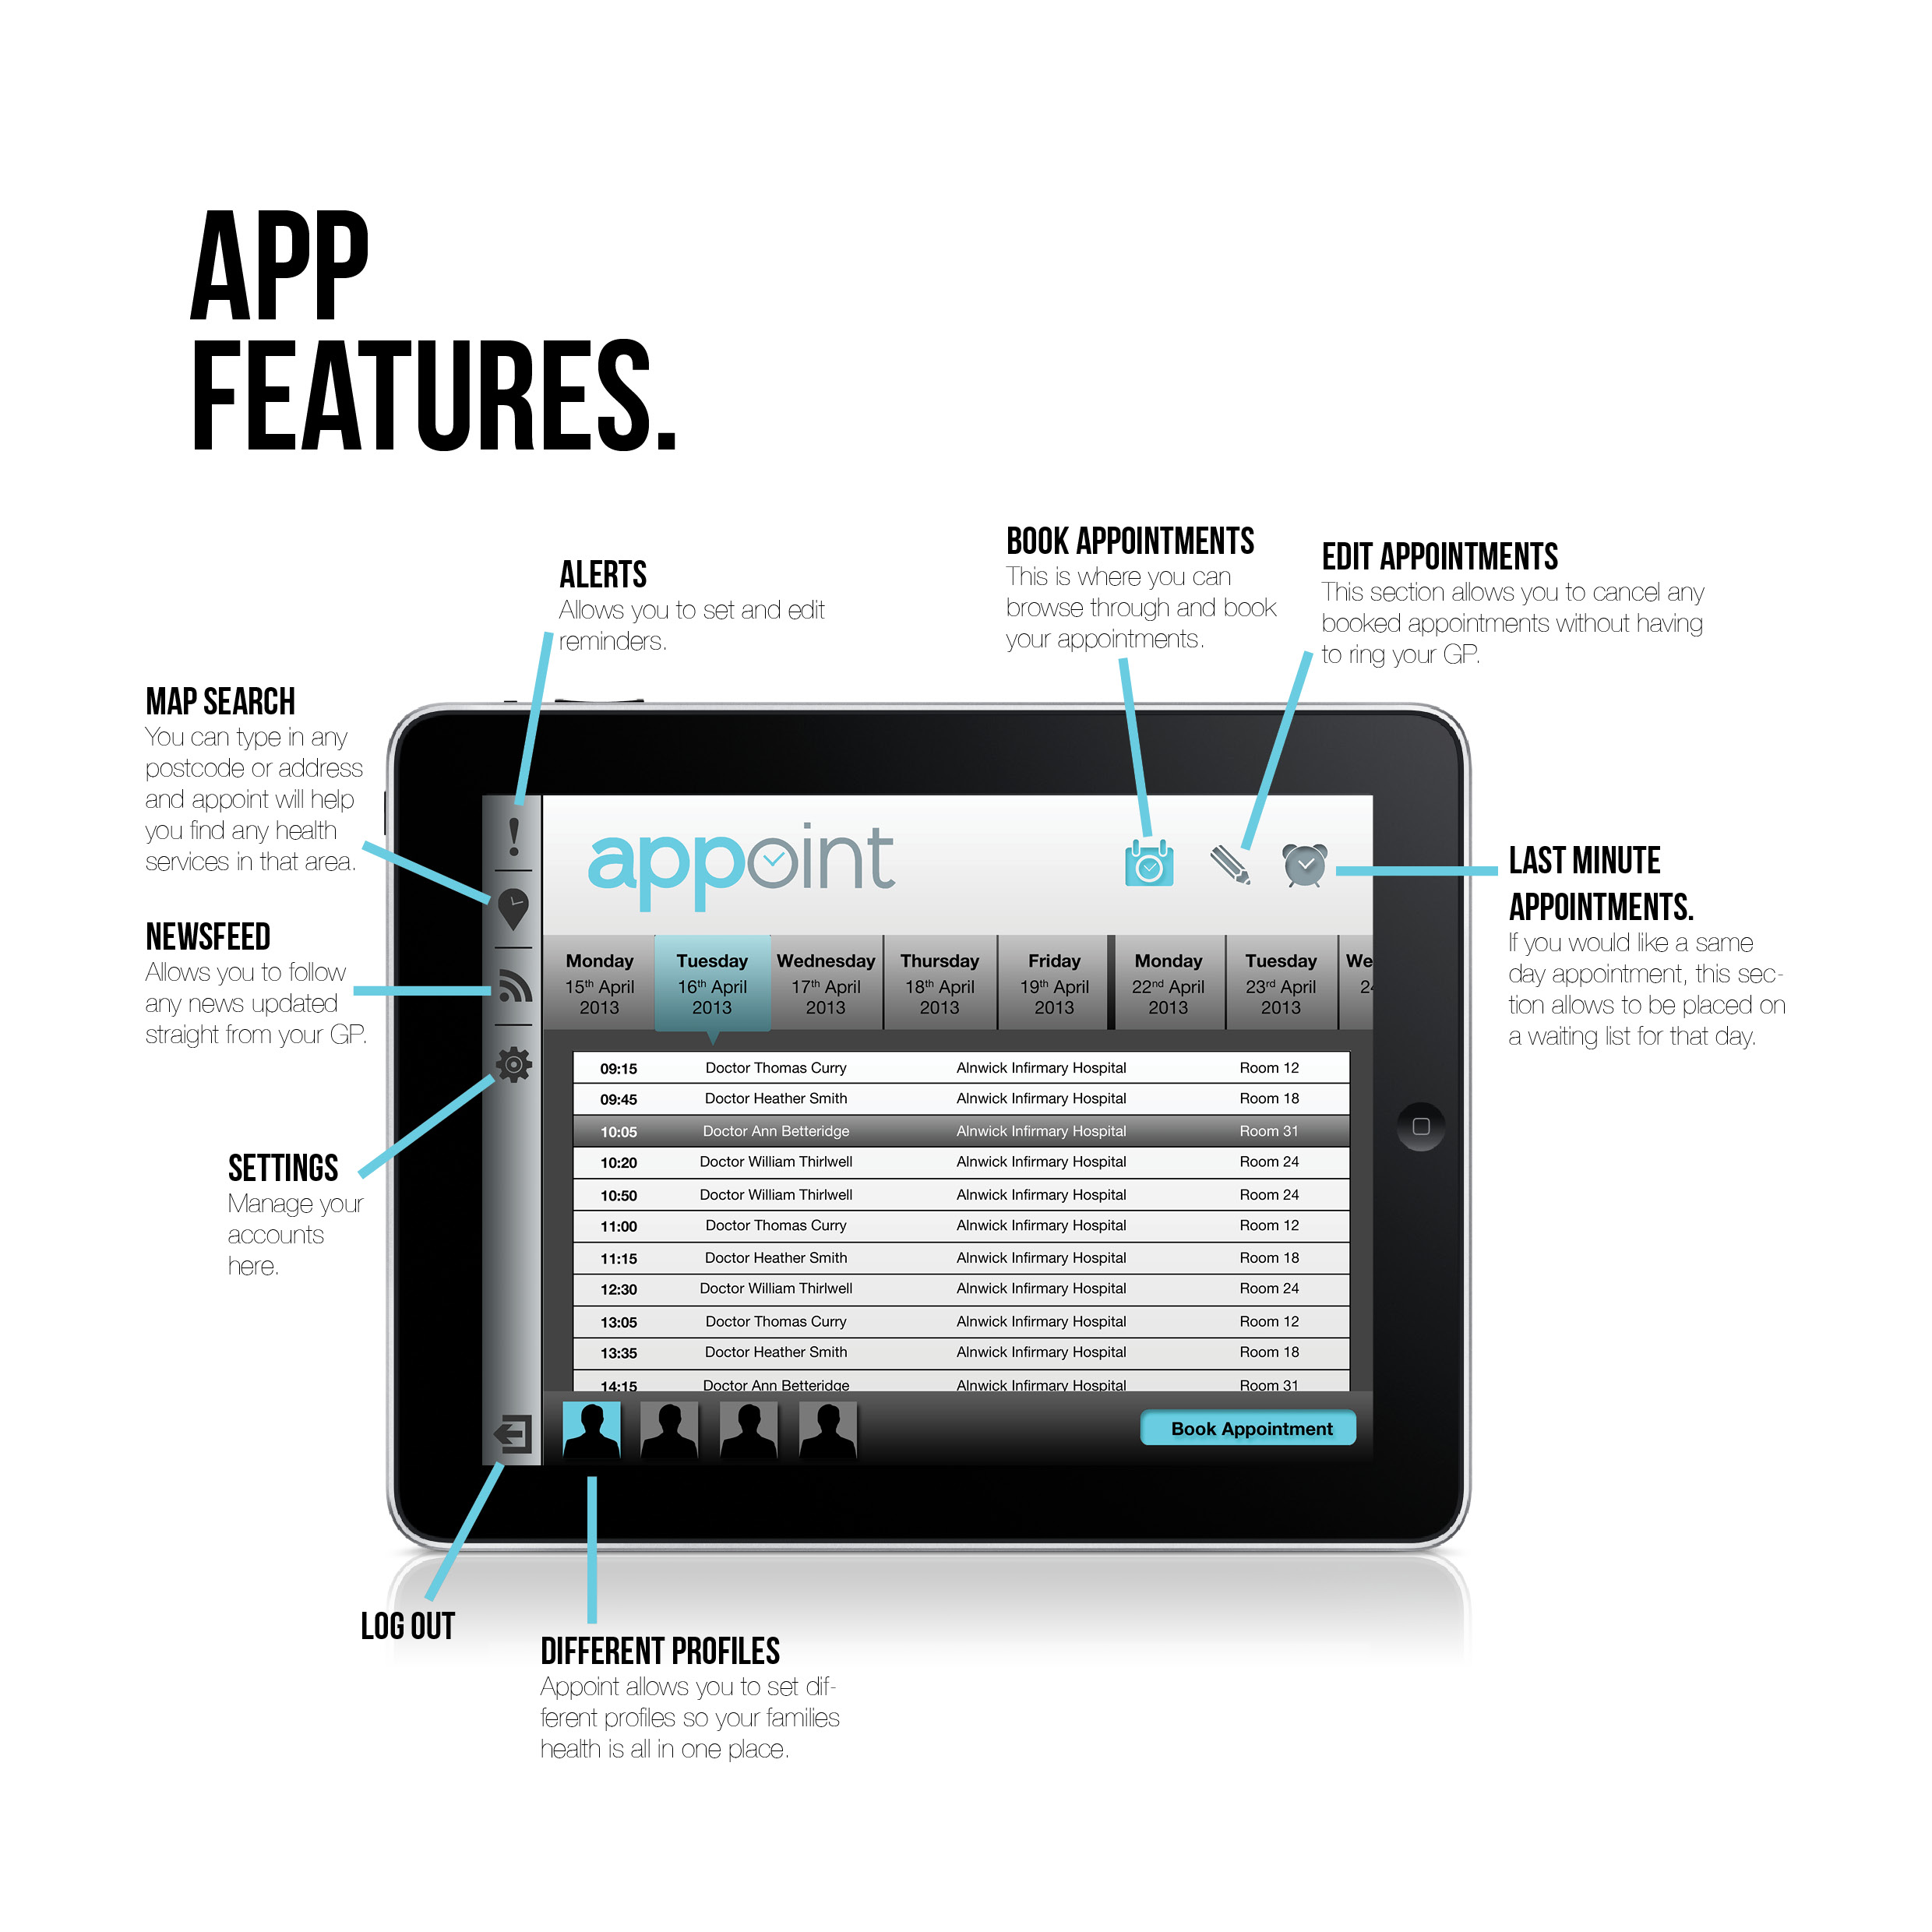 APP
FEATURES.
ALERTS
Allows you to set and edit
reminders.
BOOK APPOINTMENTS
This is where you can
browse through and book
your appointments.
EDIT APPOINTMENTS
This section allows you to cancel any
booked appointments without having
to ring your GP.
MAP SEARCH
You can type in any
postcode or address
and appoint will help
you find any health
services in that area.
NEWSFEED
Allows you to follow
any news updated
straight from your GP.
SETTINGS
Manage your
accounts
here.
LAST MINUTE
APPOINTMENTS.
If you would like a same
day appointment, this sec-
tion allows to be placed on
a waiting list for that day.
appoint
Monday
15th April
2013
Tuesday
16th April
2013
Wednesday
17th April
2013
Thursday
18th April
2013
Friday
19th April
2013
Monday
22nd April
2013
Tuesday
23rd April
2013
We
24
09:15 Doctor Thomas Curry Alnwick Infirmary Hospital Room 12
09:45 Doctor Heather Smith Alnwick Infirmary Hospital Room 18
10:05 Doctor Ann Betteridge Alnwick Infirmary Hospital Room 31
10:20 Doctor William Thirlwell Alnwick Infirmary Hospital Room 24
10:50 Doctor William Thirlwell Alnwick Infirmary Hospital Room 24
11:00 Doctor Thomas Curry Alnwick Infirmary Hospital Room 12
11:15 Doctor Heather Smith Alnwick Infirmary Hospital Room 18
12:30 Doctor William Thirlwell Alnwick Infirmary Hospital Room 24
13:05 Doctor Thomas Curry Alnwick Infirmary Hospital Room 12
13:35 Doctor Heather Smith Alnwick Infirmary Hospital Room 18
14:15 Doctor Ann Betteridge Alnwick Infirmary Hospital Room 31
Book Appointment
LOG OUT
DIFFERENT PROFILES
Appoint allows you to set dif-
ferent profiles so your families
health is all in one place.